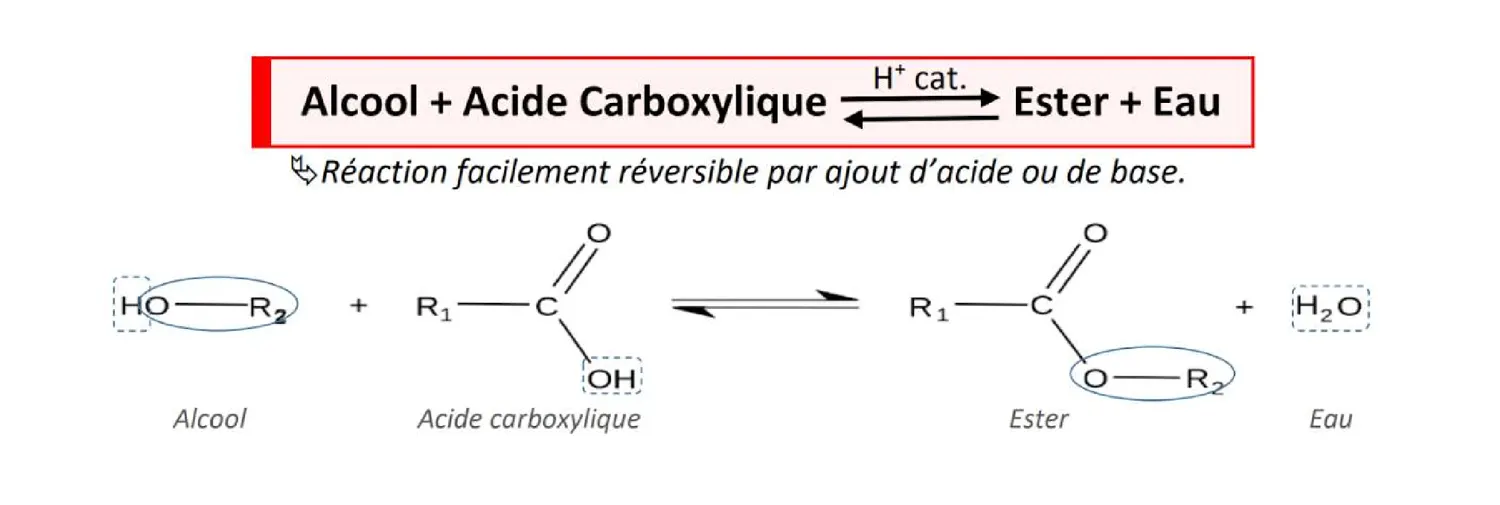 H⁺ cat.
Alcool + Acide Carboxylique ⇌ Ester + Eau
Réaction facilement réversible par ajout d’acide ou de base.
O O
HO—R₂ + R₁—C ⇌ R₁—C + H₂O
OH O—R₂
Alcool Acide carboxylique Ester Eau